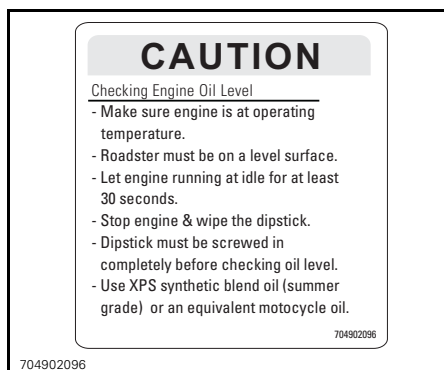 CAUTION
Checking Engine Oil Level
- Make sure engine is at operating
temperature.
- Roadster must be on a level surface.
- Let engine running at idle for at least
30 seconds.
- Stop engine & wipe the dipstick.
- Dipstick must be screwed in
completely before checking oil level.
- Use XPS synthetic blend oil (summer
grade) or an equivalent motocycle oil.
704902096
704902096